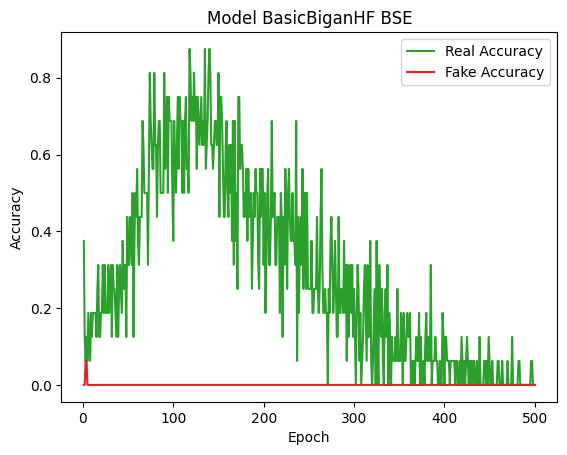 Model BasicBiganHF BSE
Real Accuracy
Fake Accuracy
Accuracy
0.8
0.6
0.4
0.2
0.0
0 100 200 300 400 500
Epoch